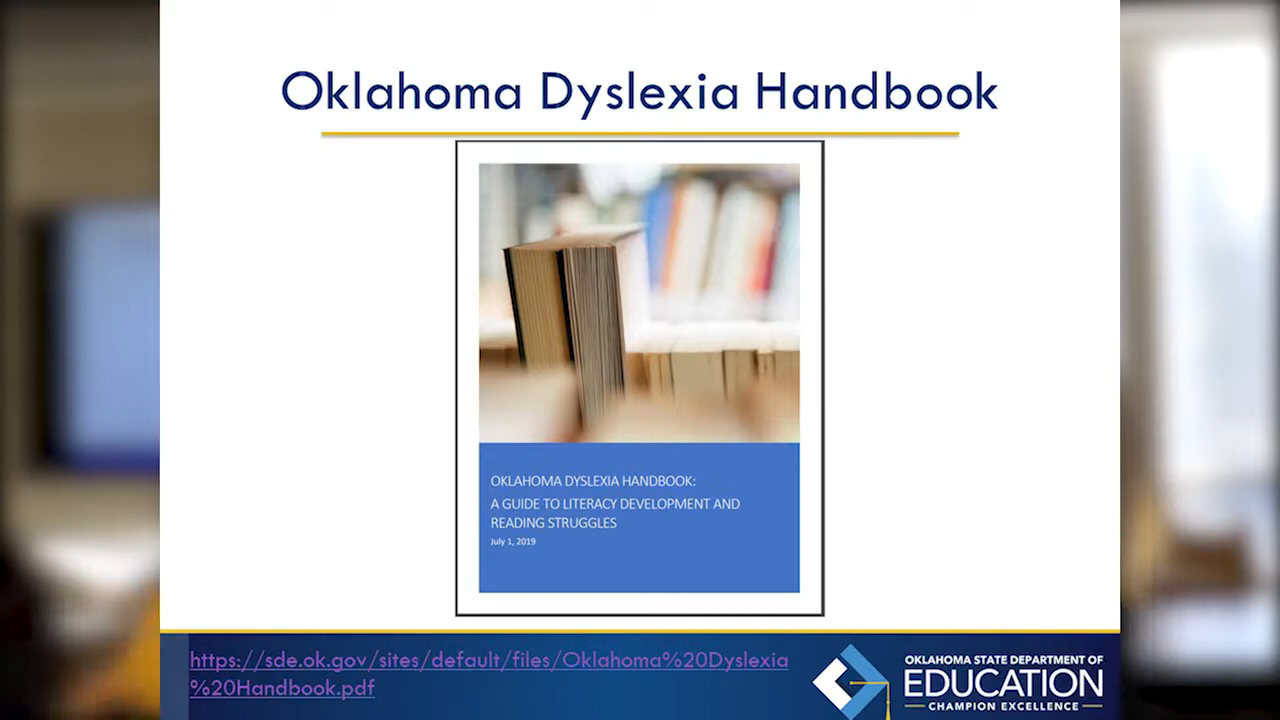 Oklahoma Dyslexia Handbook
OKLAHOMA DYSLEXIA HANDBOOK:
A GUIDE TO LITERACY DEVELOPMENT AND
READING STRUGGLES
July 1, 2019
https://sde.ok.gov/sites/default/files/Oklahoma%20Dyslexia
%20Handbook.pdf
OKLAHOMA STATE DEPARTMENT OF
EDUCATION
CHAMPION EXCELLENCE